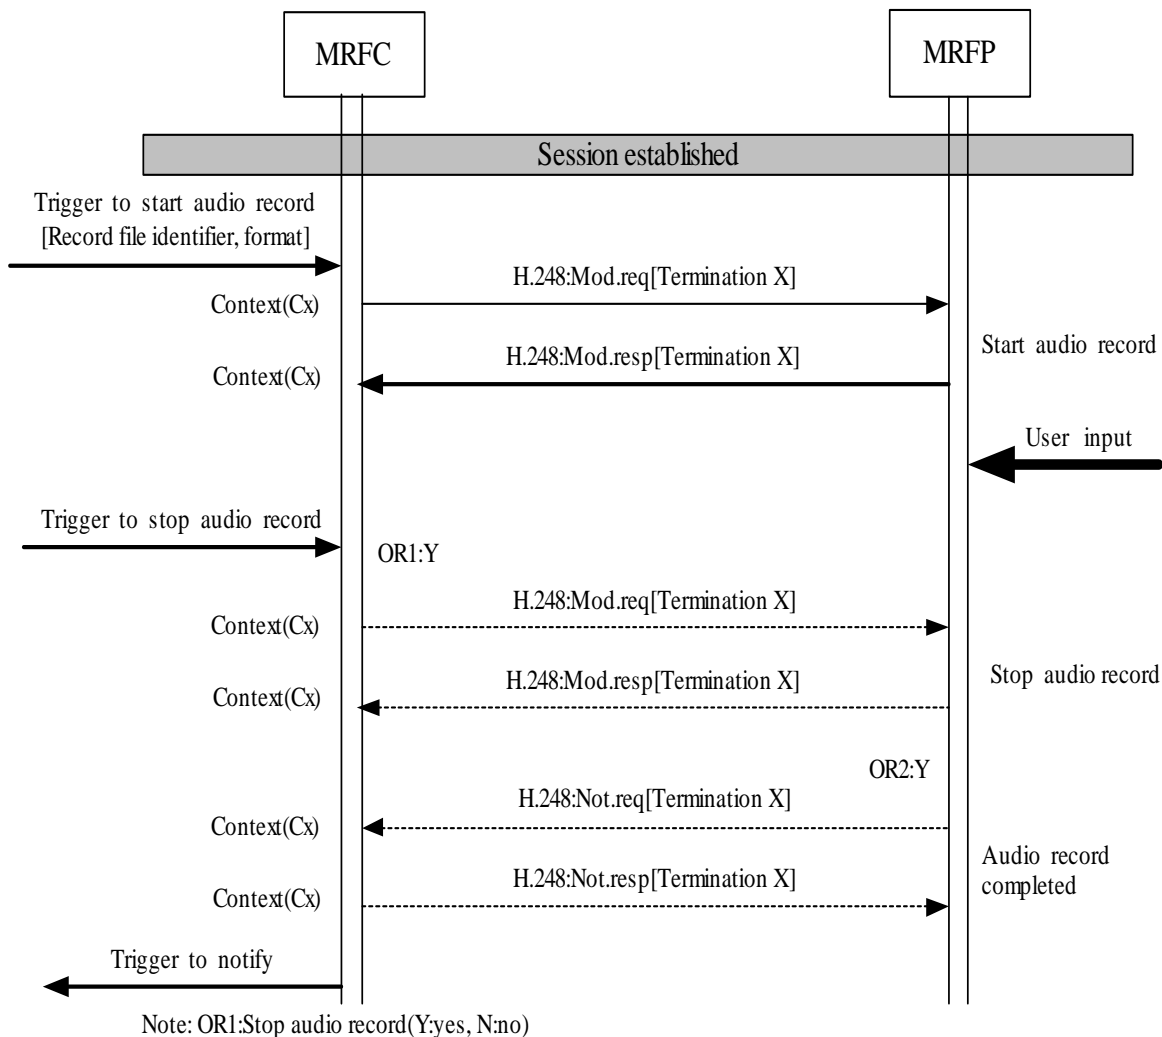 MRFC
MRFP
Session established
Trigger to start audio record
[Record file identifier, format]
H.248:Mod.req[Termination X]
Context(Cx)
Start audio record
H.248:Mod.resp[Termination X]
Context(Cx)
User input
Trigger to stop audio record
OR1:Y
H.248:Mod.req[Termination X]
Context(Cx)
Stop audio record
H.248:Mod.resp[Termination X]
Context(Cx)
OR2:Y
H.248:Not.req[Termination X]
Context(Cx)
Audio record
completed
H.248:Not.resp[Termination X]
Context(Cx)
Trigger to notify
Note: OR1:Stop audio record(Y:yes, N:no)